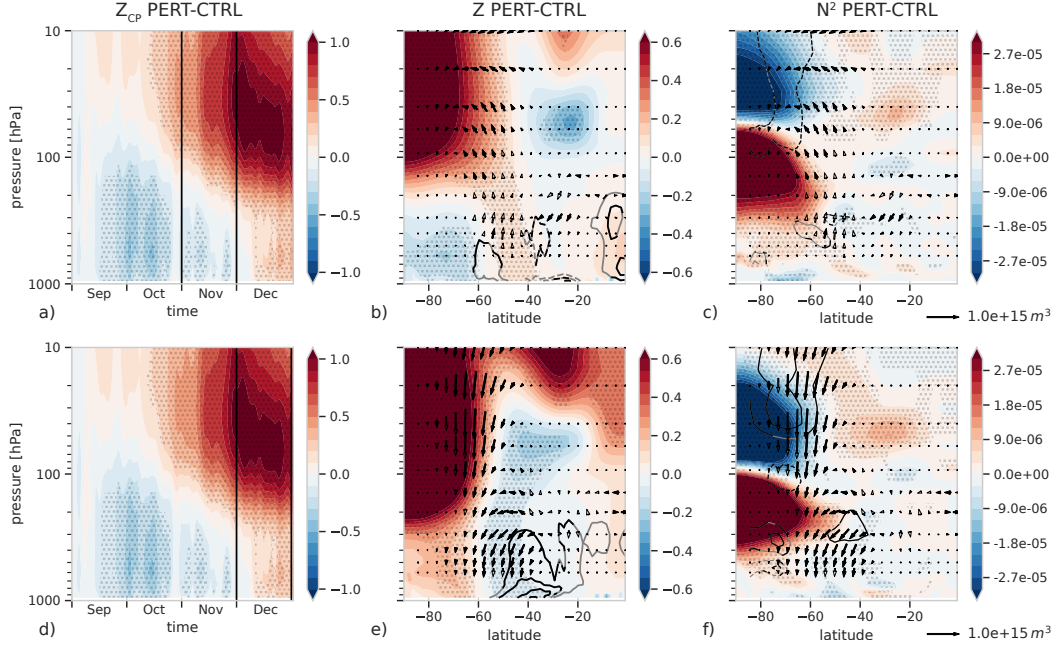 Z_CP PERT-CTRL
Z PERT-CTRL
N² PERT-CTRL
pressure [hPa]
10
100
1000
Sep Oct Nov Dec
time
a)
1.0
0.5
0.0
−0.5
−1.0
−80 −60 −40 −20
latitude
b)
0.6
0.4
0.2
0.0
−0.2
−0.4
−0.6
−80 −60 −40 −20
latitude
c)
2.7e-05
1.8e-05
9.0e-06
0.0e+00
-9.0e-06
-1.8e-05
-2.7e-05
1.0e+15 m³
pressure [hPa]
10
100
1000
Sep Oct Nov Dec
time
d)
1.0
0.5
0.0
−0.5
−1.0
−80 −60 −40 −20
latitude
e)
0.6
0.4
0.2
0.0
−0.2
−0.4
−0.6
−80 −60 −40 −20
latitude
f)
2.7e-05
1.8e-05
9.0e-06
0.0e+00
-9.0e-06
-1.8e-05
-2.7e-05
1.0e+15 m³